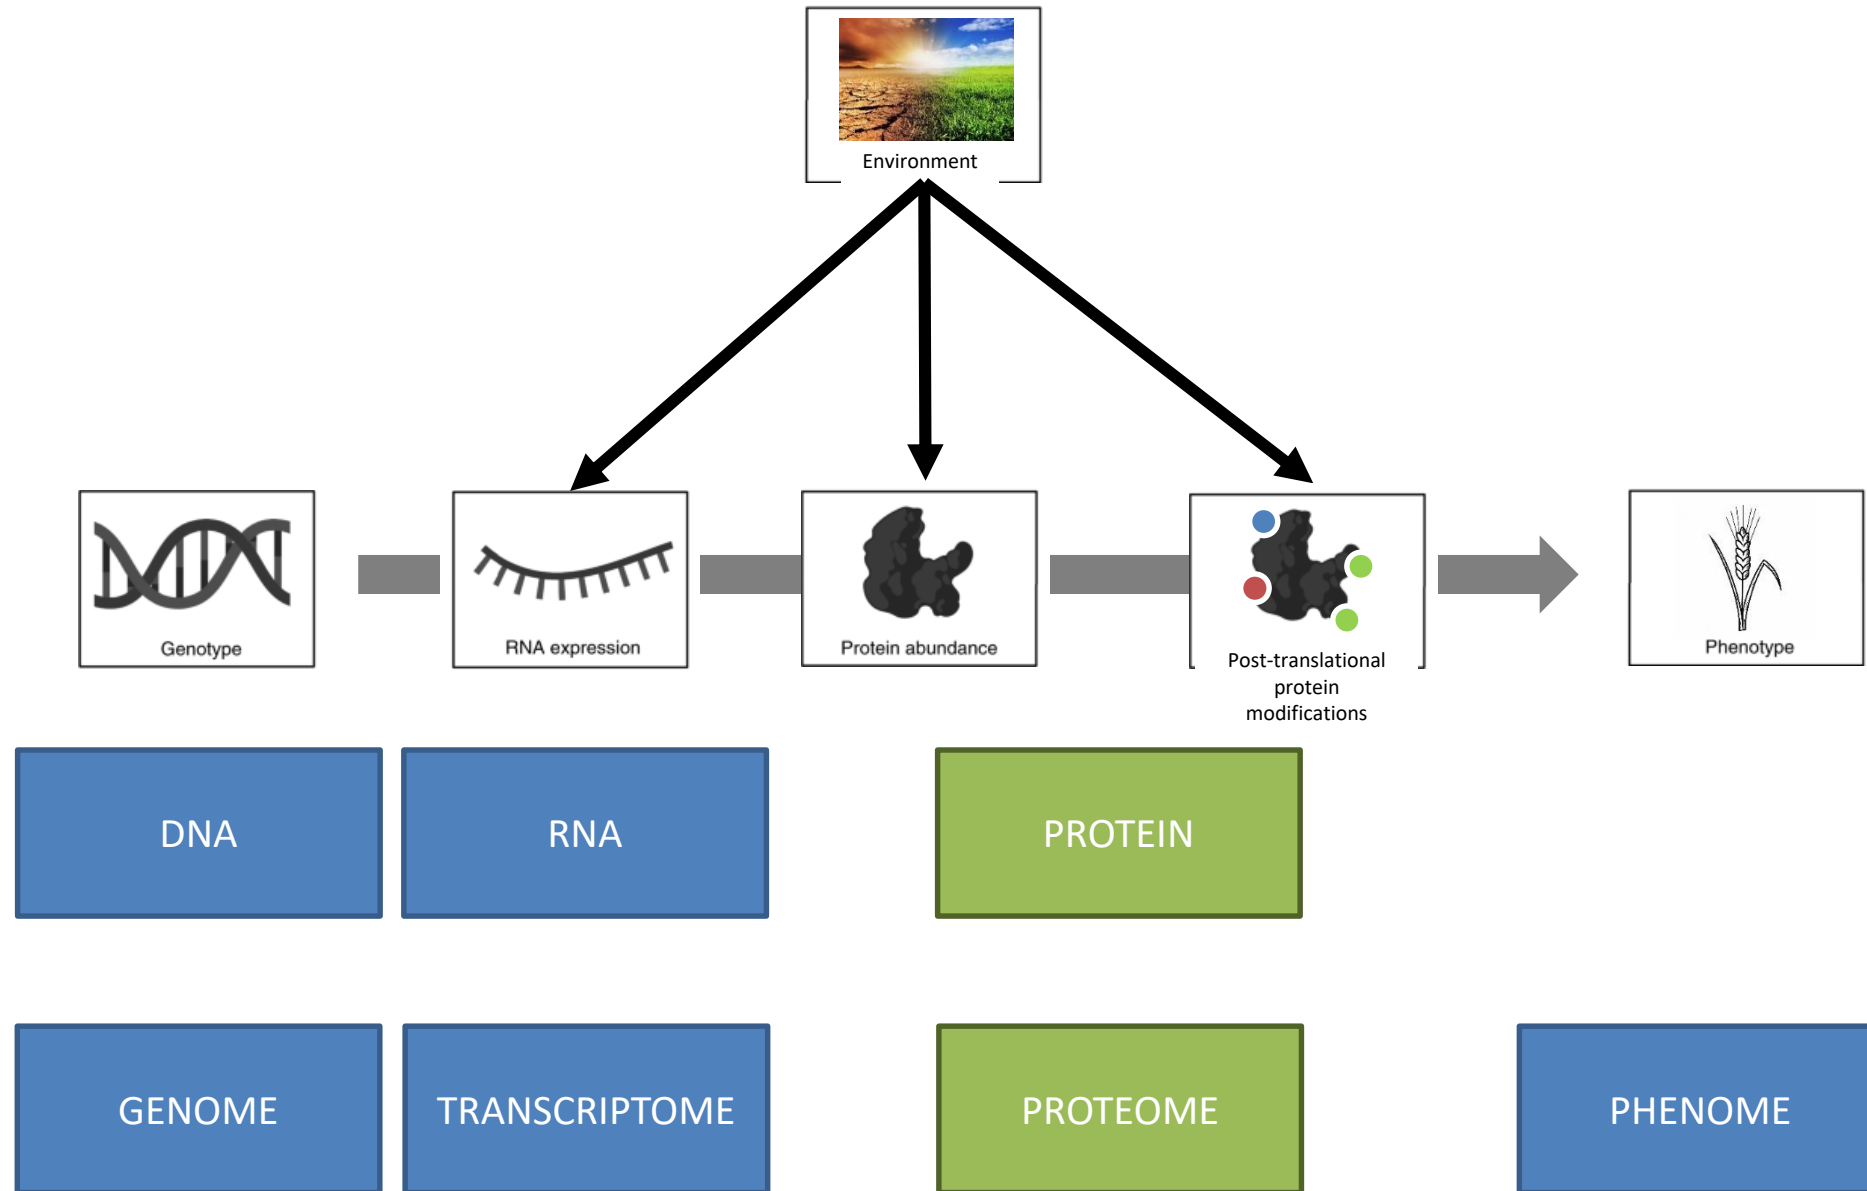 Environment
Genotype
RNA expression
Protein abundance
Post-translational
protein
modifications
Phenotype
DNA
RNA
PROTEIN
GENOME
TRANSCRIPTOME
PROTEOME
PHENOME